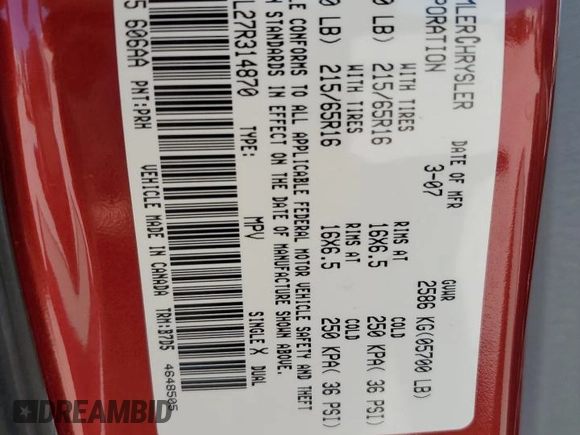 MLERCHRYSLER
PORATION
DATE OF MFR
3-07
GVWR
2586 KG(05700 LB)
WITH TIRES
RIMS AT
COLD
0 LB) 215/65R16
16X6.5
250 KPA( 36 PSI)
WITH TIRES
RIMS AT
COLD
0 LB) 215/65R16
16X6.5
250 KPA( 36 PSI)
LE CONFORMS TO ALL APPLICABLE FEDERAL MOTOR VEHICLE SAFETY AND THEFT
STANDARDS IN EFFECT ON THE DATE OF MANUFACTURE SHOWN ABOVE.
L27R314870
MPV
SINGLE X DUAL
606AA
PNT:PRH
VEHICLE MADE IN CANADA
TRM:B7D5
4648505
DREAMBID